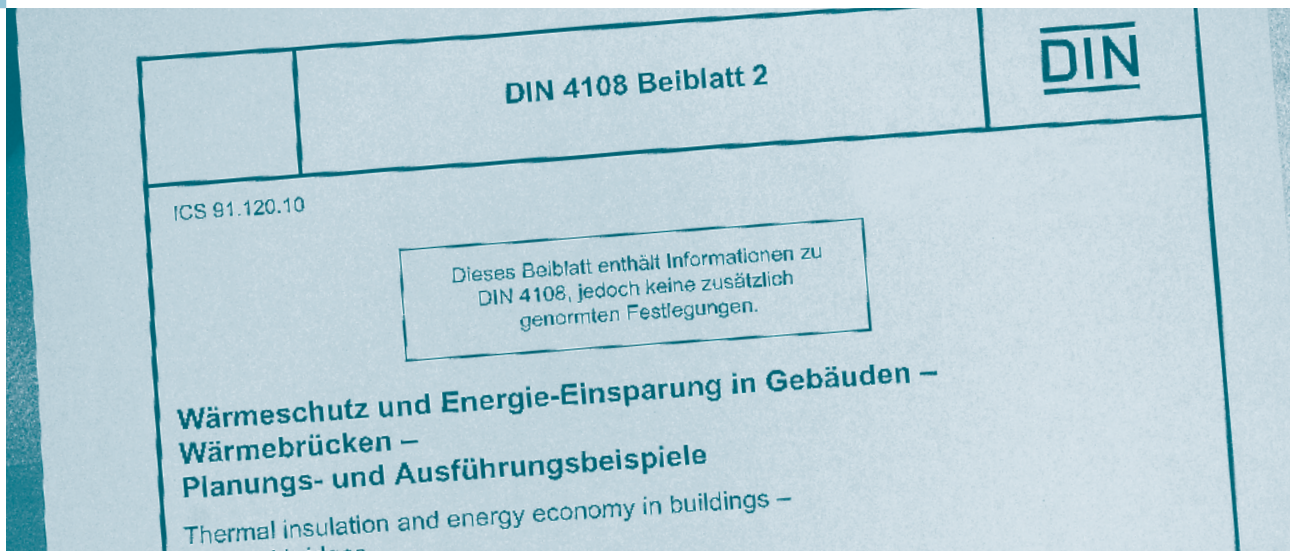 DIN 4108 Beiblatt 2
DIN
ICS 91.120.10
Dieses Beiblatt enthält Informationen zu
DIN 4108, jedoch keine zusätzlich
genormten Festlegungen.
Wärmeschutz und Energie-Einsparung in Gebäuden –
Wärmebrücken –
Planungs- und Ausführungsbeispiele
Thermal insulation and energy economy in buildings –